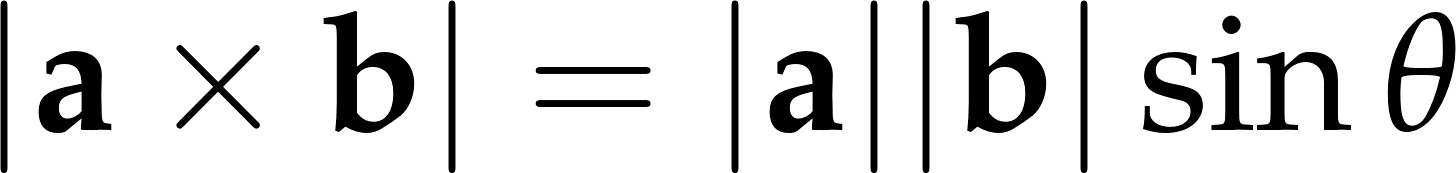 |𝐚 × 𝐛| = |𝐚| |𝐛| sin θ